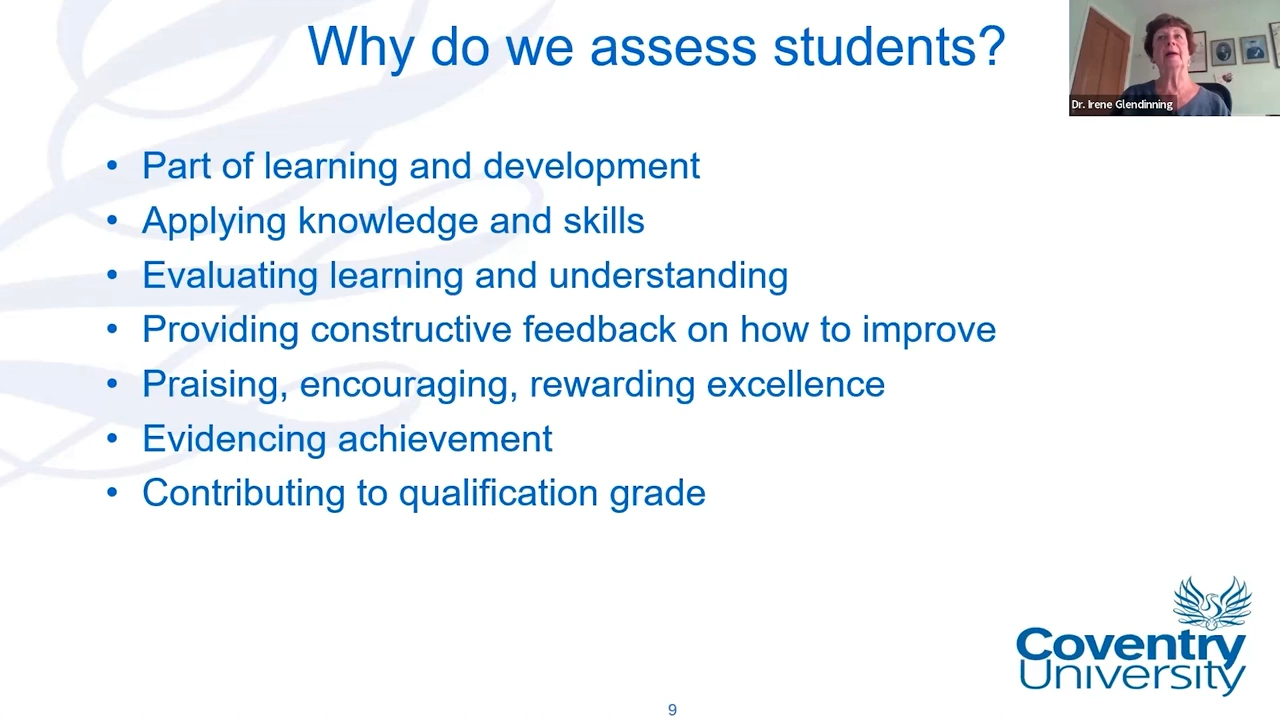 Why do we assess students?
Dr. Irene Glendinning
• Part of learning and development
• Applying knowledge and skills
• Evaluating learning and understanding
• Providing constructive feedback on how to improve
• Praising, encouraging, rewarding excellence
• Evidencing achievement
• Contributing to qualification grade
Coventry
University
9